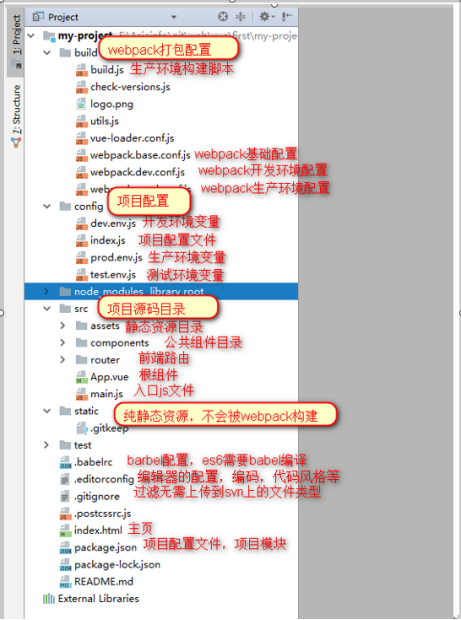 Project
1: Project
Z: Structure
my-project
build webpack打包配置
build.js 生产环境构建脚本
check-versions.js
logo.png
utils.js
vue-loader.conf.js
webpack.base.conf.js webpack基础配置
webpack.dev.conf.js webpack开发环境配置
webpack生产环境配置
config 项目配置
dev.env.js 开发环境变量
index.js 项目配置文件
prod.env.js 生产环境变量
test.env.js 测试环境变量
node_modules library root
src 项目源码目录
assets 静态资源目录
components 公共组件目录
router 前端路由
App.vue 根组件
main.js 入口js文件
static 纯静态资源，不会被webpack构建
.gitkeep
test
.babelrc barbel配置，es6需要babel编译
.editorconfig 编辑器的配置，编码，代码风格等
.gitignore 过滤无需上传到svn上的文件类型
.postcssrc.js
index.html 主页
package.json 项目配置文件，项目模块
package-lock.json
README.md
External Libraries